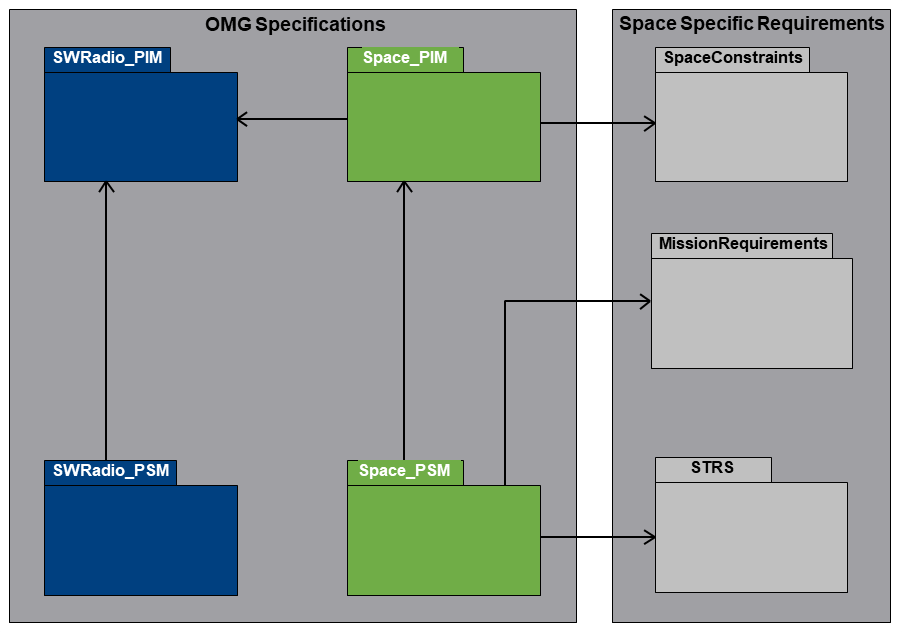 OMG Specifications
Space Specific Requirements
SWRadio_PIM
Space_PIM
SpaceConstraints
MissionRequirements
SWRadio_PSM
Space_PSM
STRS